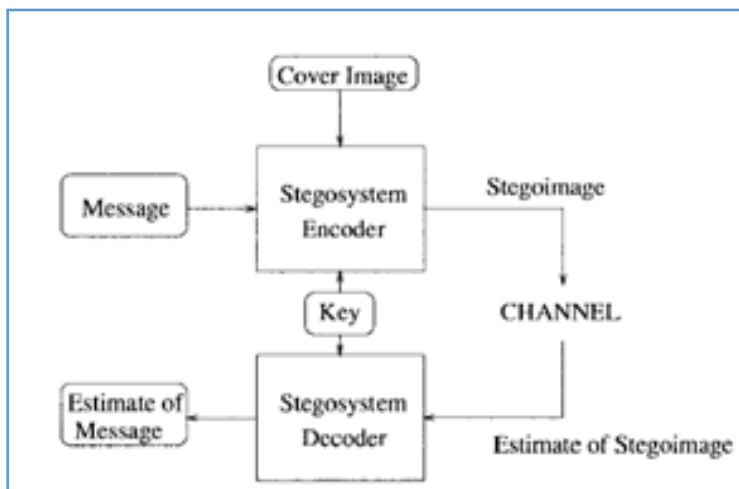 Cover Image
Message
Stegosystem
Encoder
Stegoimage
Key
CHANNEL
Estimate of
Message
Stegosystem
Decoder
Estimate of Stegoimage